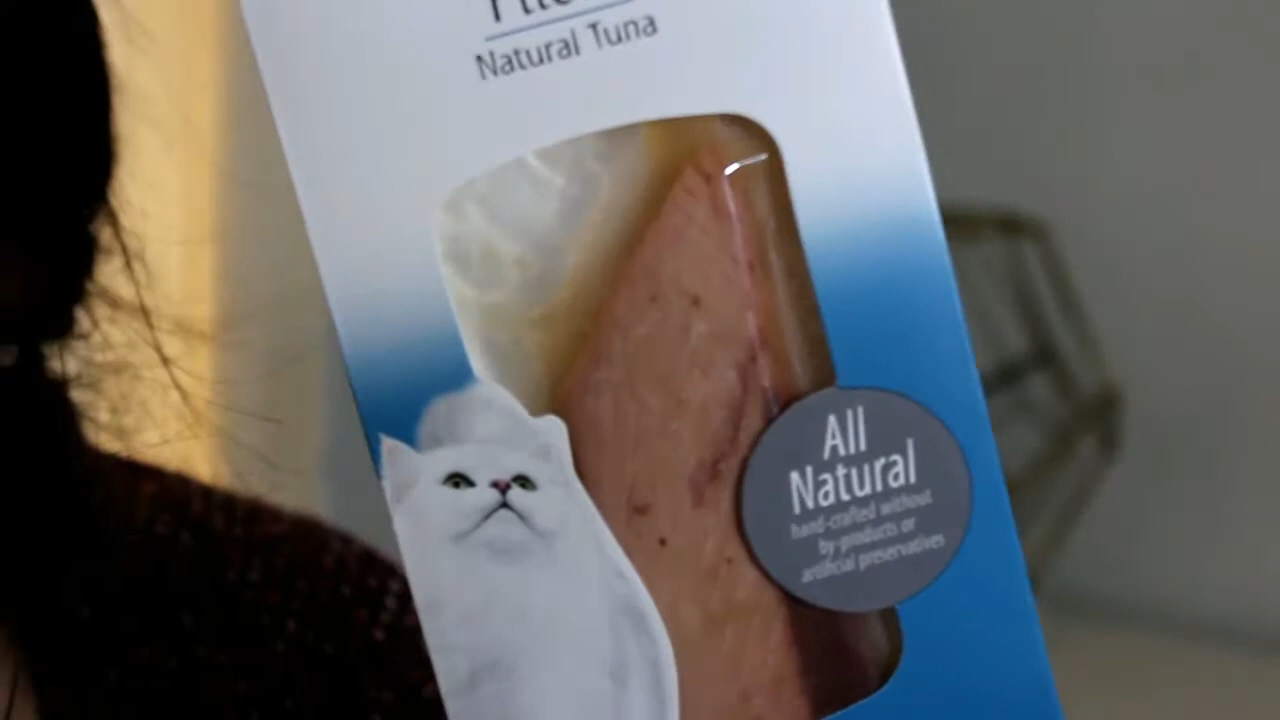 Natural Tuna
All
Natural
hand-crafted without
by-products or
artificial preservatives